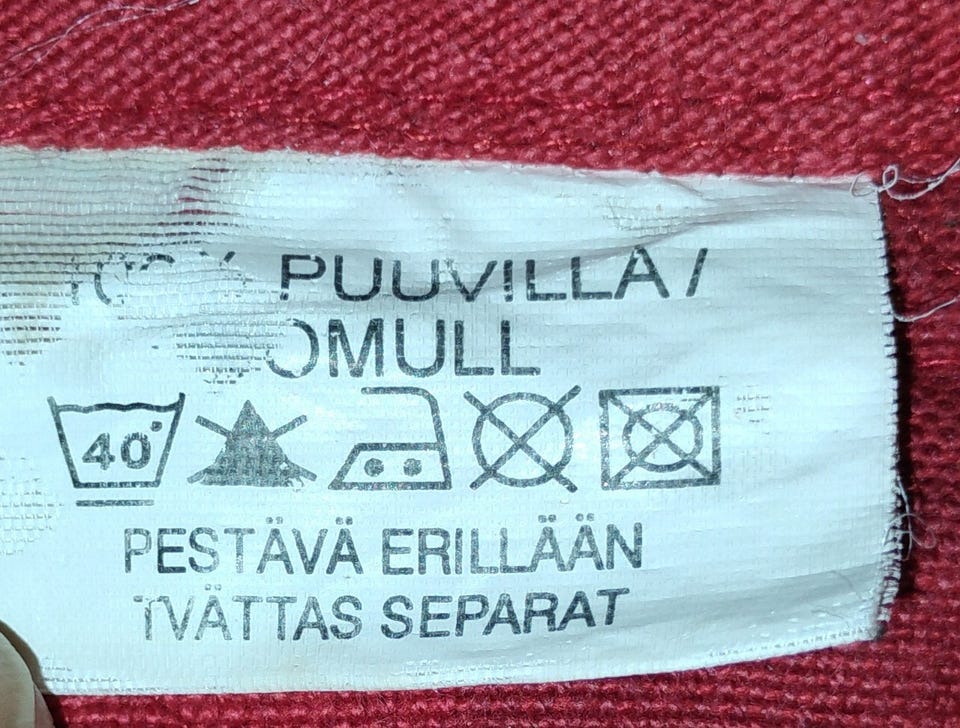 PUUVILLA /
OMULL
40°
PESTÄVÄ ERILLÄÄN
TVÄTTAS SEPARAT